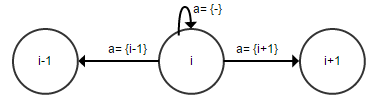 a= {-}
a= {i-1}
a= {i+1}
i-1
i
i+1